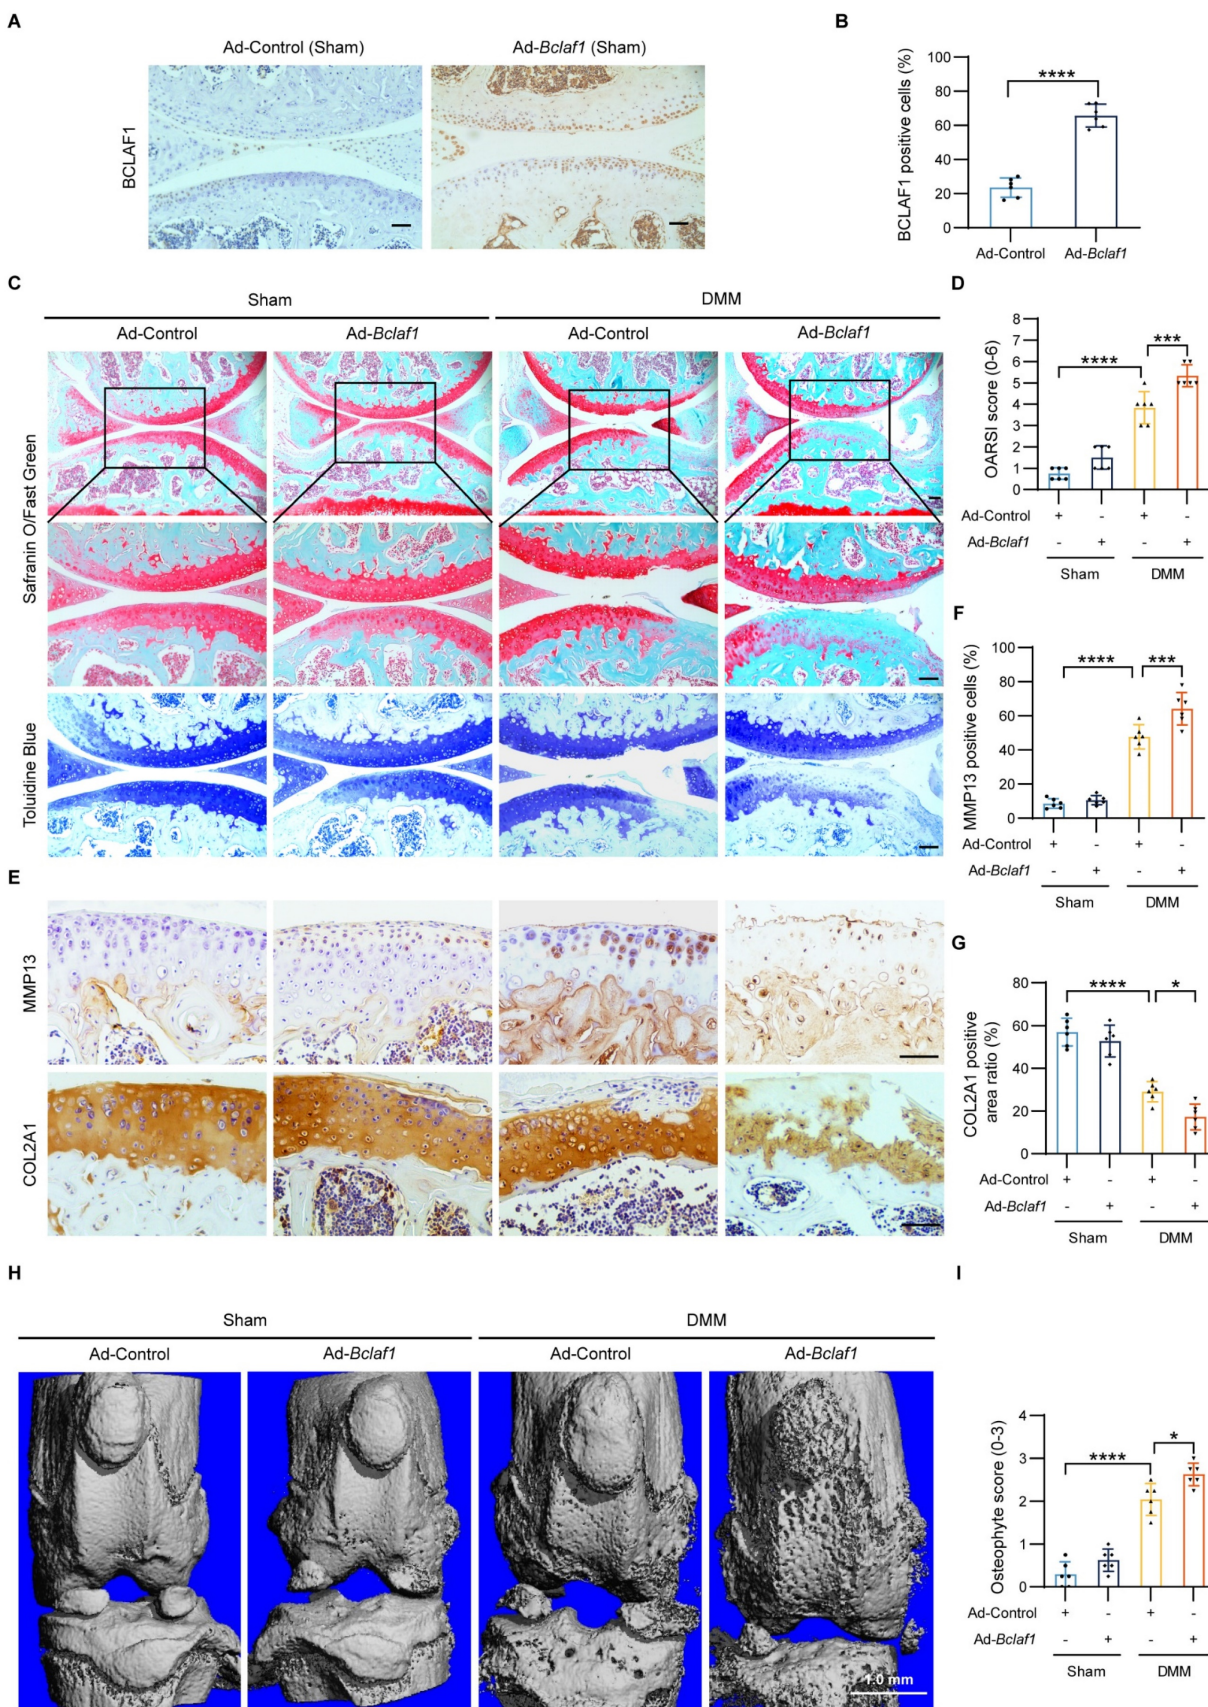 A
Ad-Control (Sham)
Ad-Bclaf1 (Sham)
BCLAF1
B
BCLAF1 positive cells (%)
100
80
60
40
20
0
****
Ad-Control
Ad-Bclaf1
C
Sham
DMM
Ad-Control
Ad-Bclaf1
Ad-Control
Ad-Bclaf1
Safranin O/Fast Green
Toluidine Blue
D
OARSI score (0-6)
8
7
6
5
4
3
2
1
0
****
***
Ad-Control + - + -
Ad-Bclaf1 - + - +
Sham
DMM
E
MMP13
COL2A1
F
MMP13 positive cells (%)
100
80
60
40
20
0
****
***
Ad-Control + - + -
Ad-Bclaf1 - + - +
Sham
DMM
G
COL2A1 positive
area ratio (%)
80
60
40
20
0
****
*
Ad-Control + - + -
Ad-Bclaf1 - + - +
Sham
DMM
H
Sham
DMM
Ad-Control
Ad-Bclaf1
Ad-Control
Ad-Bclaf1
1.0 mm
I
Osteophyte score (0-3)
4
3
2
1
0
****
*
Ad-Control + - + -
Ad-Bclaf1 - + - +
Sham
DMM